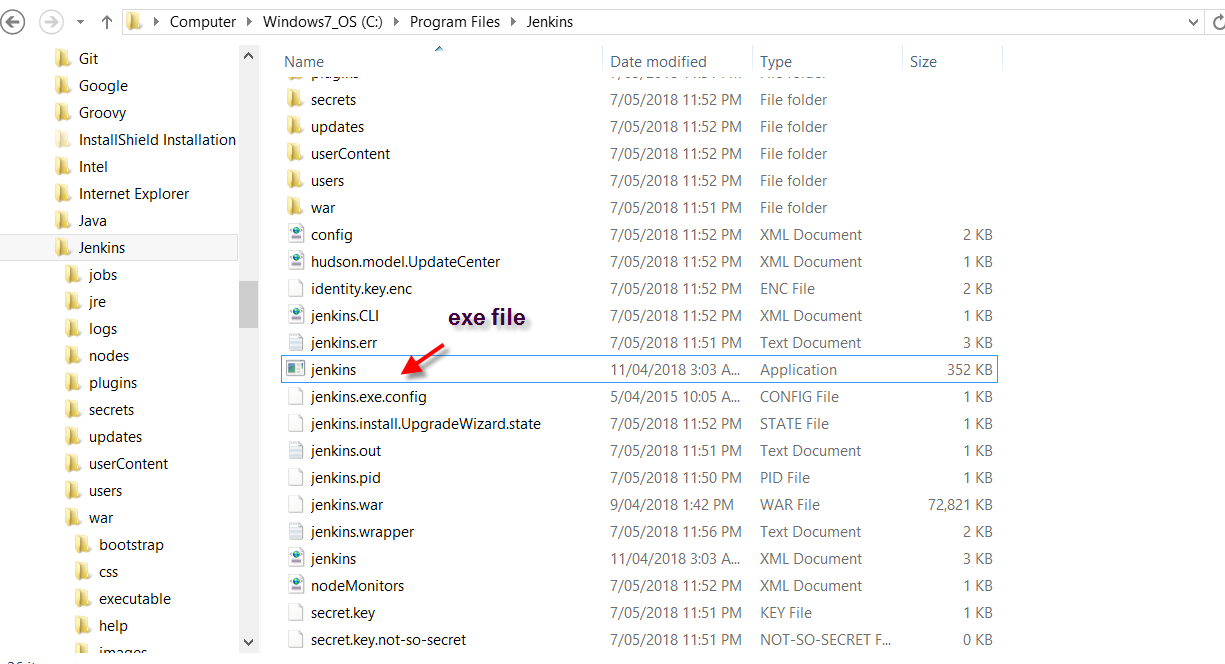 Computer Windows7_OS (C:) Program Files Jenkins
Git
Google
Groovy
InstallShield Installation
Intel
Internet Explorer
Java
Jenkins
jobs
jre
logs
nodes
plugins
secrets
updates
userContent
users
war
bootstrap
css
executable
help
images
Name Date modified Type Size
plugins 7/05/2018 11:51 PM File folder
secrets 7/05/2018 11:52 PM File folder
updates 7/05/2018 11:52 PM File folder
userContent 7/05/2018 11:52 PM File folder
users 7/05/2018 11:52 PM File folder
war 7/05/2018 11:51 PM File folder
config 7/05/2018 11:52 PM XML Document 2 KB
hudson.model.UpdateCenter 7/05/2018 11:52 PM XML Document 1 KB
identity.key.enc 7/05/2018 11:52 PM ENC File 2 KB
jenkins.CLI 7/05/2018 11:52 PM XML Document 1 KB
exe file
jenkins.err 7/05/2018 11:51 PM Text Document 3 KB
jenkins 11/04/2018 3:03 A... Application 352 KB
jenkins.exe.config 5/04/2015 10:05 A... CONFIG File 1 KB
jenkins.install.UpgradeWizard.state 7/05/2018 11:52 PM STATE File 1 KB
jenkins.out 7/05/2018 11:51 PM Text Document 1 KB
jenkins.pid 7/05/2018 11:50 PM PID File 1 KB
jenkins.war 9/04/2018 1:42 PM WAR File 72,821 KB
jenkins.wrapper 7/05/2018 11:56 PM Text Document 2 KB
jenkins 11/04/2018 3:03 A... XML Document 3 KB
nodeMonitors 7/05/2018 11:52 PM XML Document 1 KB
secret.key 7/05/2018 11:51 PM KEY File 1 KB
secret.key.not-so-secret 7/05/2018 11:51 PM NOT-SO-SECRET F... 0 KB